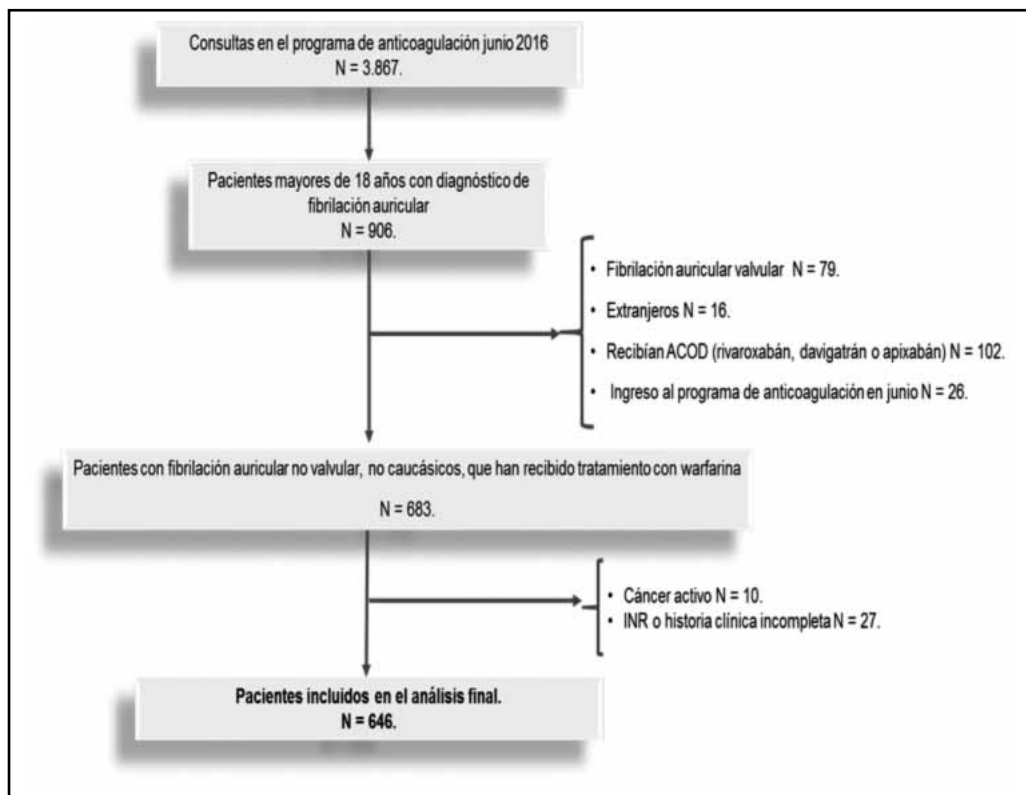 Consultas en el programa de anticoagulación junio 2016
N = 3.867.
Pacientes mayores de 18 años con diagnóstico de
fibrilación auricular
N = 906.
• Fibrilación auricular valvular N = 79.
• Extranjeros N = 16.
• Recibían ACOD (rivaroxabán, davigatrán o apixabán) N = 102.
• Ingreso al programa de anticoagulación en junio N = 26.
Pacientes con fibrilación auricular no valvular, no caucásicos, que han recibido tratamiento con warfarina
N = 683.
• Cáncer activo N = 10.
• INR o historia clínica incompleta N = 27.
Pacientes incluidos en el análisis final.
N = 646.